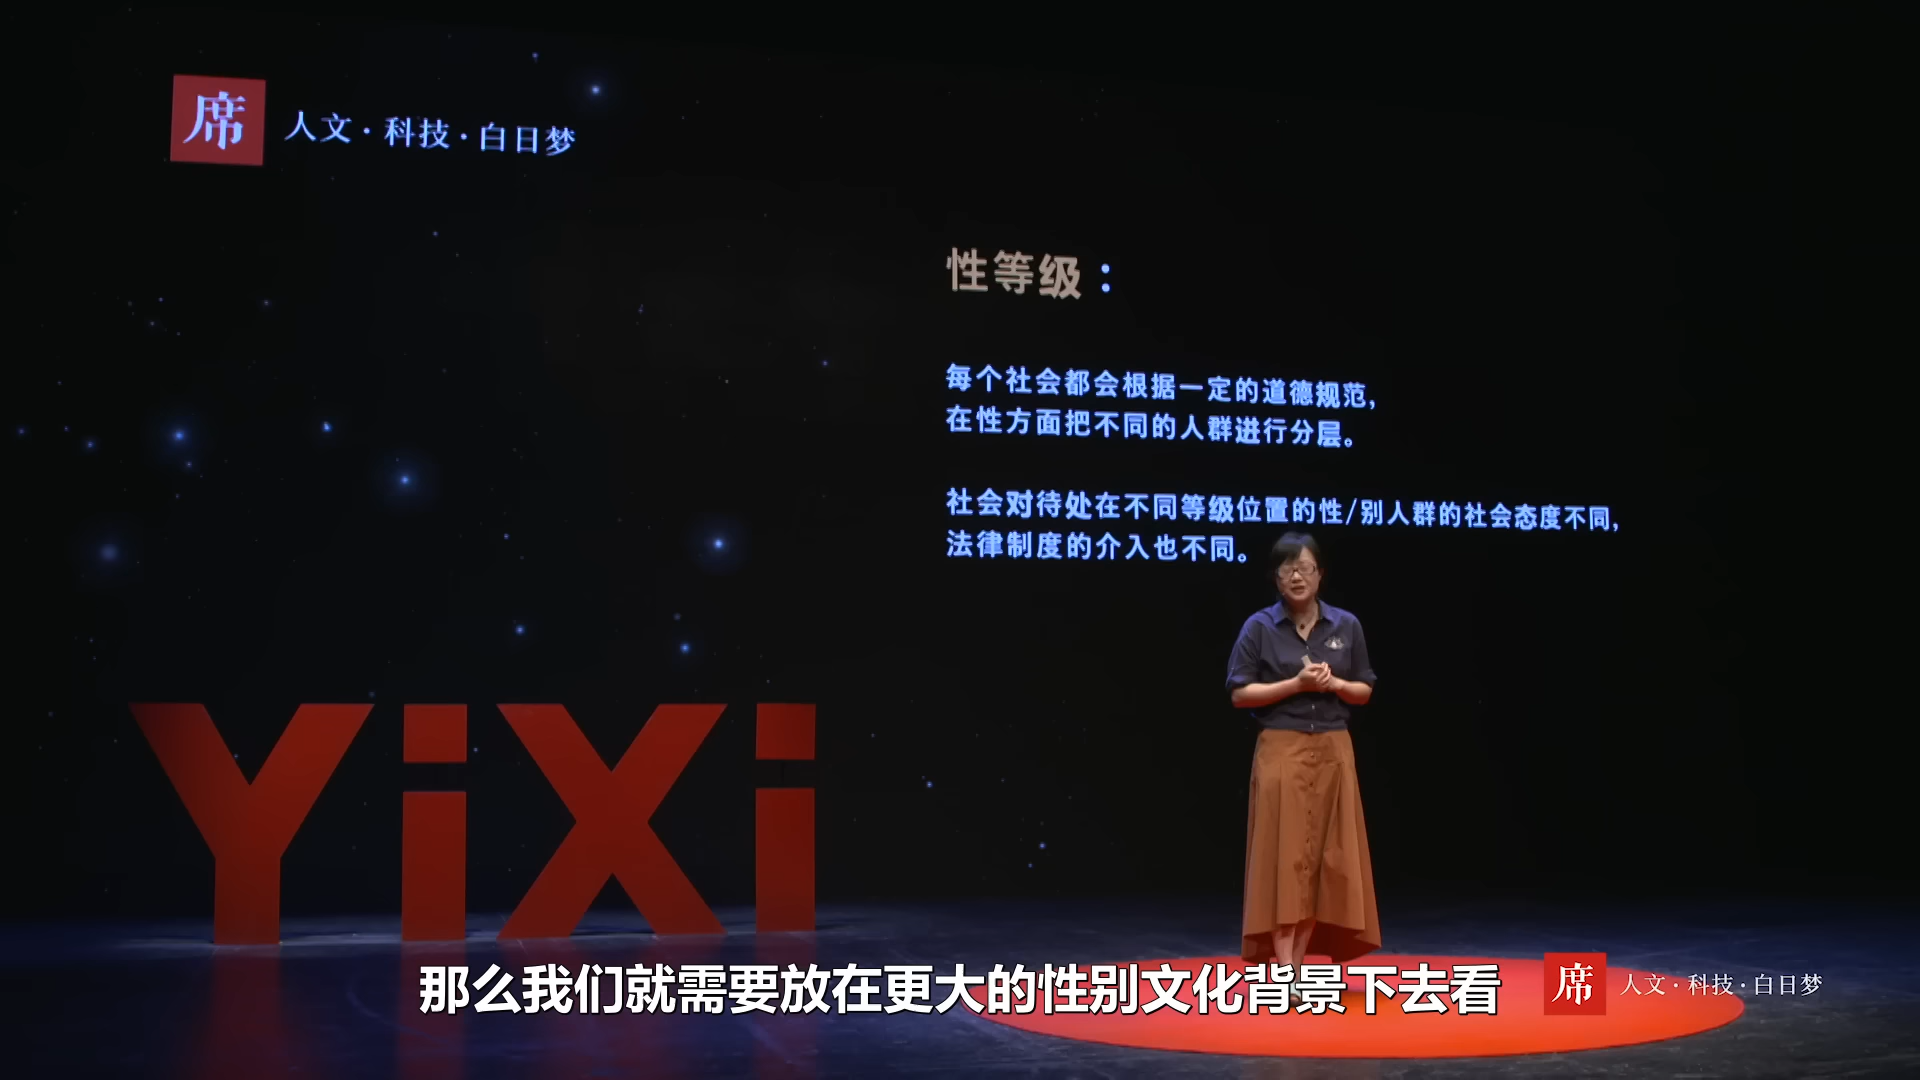 席
人文·科技·白日梦
性等级：
每个社会都会根据一定的道德规范,
在性方面把不同的人群进行分层。
社会对待处在不同等级位置的性/别人群的社会态度不同,
法律制度的介入也不同。
YiXi
那么我们就需要放在更大的性别文化背景下去看
席
人文·科技·白日梦